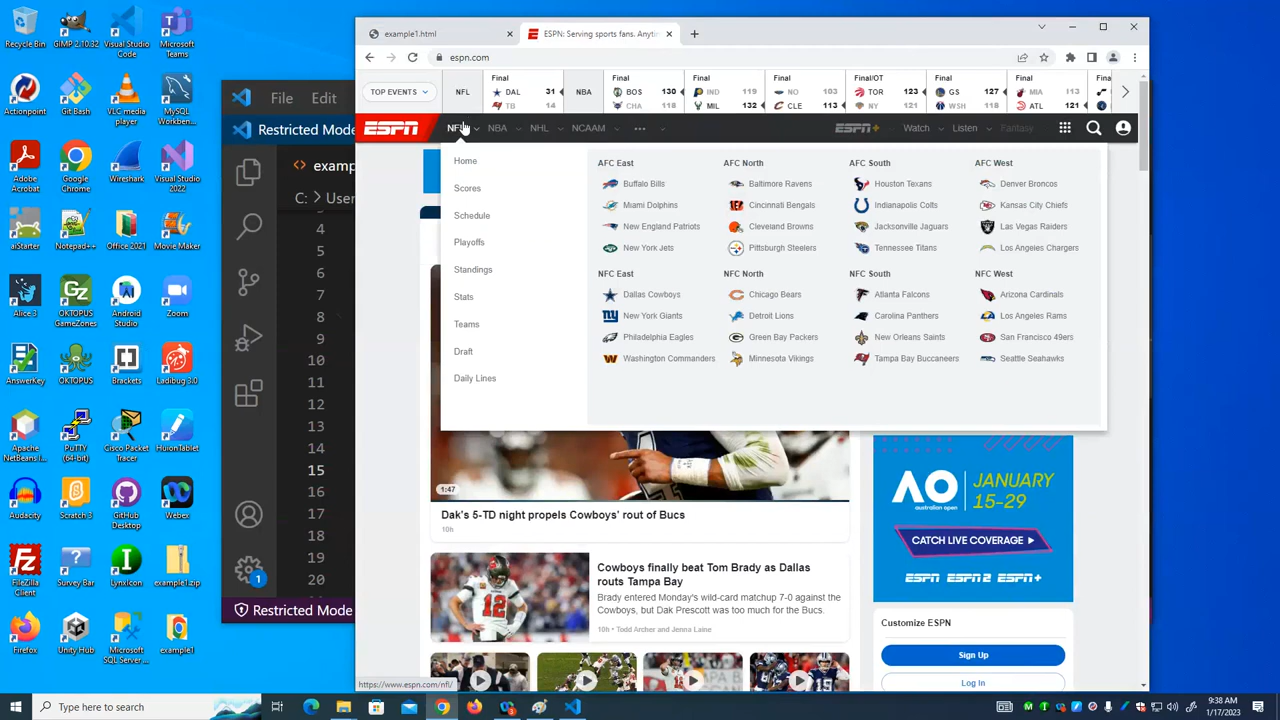 Recycle Bin
GIMP 2.10.32
Visual Studio Code
Microsoft Teams
Actionpoint
Git Bash
VLC media player
MySQL Workben...
Adobe Acrobat
Google Chrome
Wireshark
Visual Studio 2022
aiStarter
Notepad++
Office 2021
Movie Maker
Alice 3
OKTOPUS GameZones
Android Studio
Zoom
AnswerKey
OKTOPUS
Brackets
Ladibug 3.0
Apache NetBeans I...
PuTTY (64-bit)
Cisco Packet Tracer
HuionTablet
Audacity
Scratch 3
GitHub Desktop
Webex
FileZilla Client
Survey Bar
Lynxicon
example1.zip
Firefox
Unity Hub
Microsoft SQL Server...
example1
File Edit
Restricted Mode
examp
C: > User
4
5
6
7
8
9
10
11
12
13
14
15
16
17
18
19
20
1
Restricted Mode
example1.html
ESPN: Serving sports fans. Anytim
espn.com
TOP EVENTS
NFL
Final
DAL 31
TB 14
NBA
Final
BOS 130
CHA 118
Final
IND 119
MIL 132
Final
NO 103
CLE 113
Final/OT
TOR 123
NY 121
Final
GS 127
WSH 118
Final
MIA 113
ATL 121
ESPN NFL NBA NHL NCAAM ••• ESPN+ Watch Listen Fantasy
Home
Scores
Schedule
Playoffs
Standings
Stats
Teams
Draft
Daily Lines
AFC East
Buffalo Bills
Miami Dolphins
New England Patriots
New York Jets
AFC North
Baltimore Ravens
Cincinnati Bengals
Cleveland Browns
Pittsburgh Steelers
AFC South
Houston Texans
Indianapolis Colts
Jacksonville Jaguars
Tennessee Titans
AFC West
Denver Broncos
Kansas City Chiefs
Las Vegas Raiders
Los Angeles Chargers
NFC East
Dallas Cowboys
New York Giants
Philadelphia Eagles
Washington Commanders
NFC North
Chicago Bears
Detroit Lions
Green Bay Packers
Minnesota Vikings
NFC South
Atlanta Falcons
Carolina Panthers
New Orleans Saints
Tampa Bay Buccaneers
NFC West
Arizona Cardinals
Los Angeles Rams
San Francisco 49ers
Seattle Seahawks
1:47
Dak's 5-TD night propels Cowboys' rout of Bucs
10h
Cowboys finally beat Tom Brady as Dallas
routs Tampa Bay
Brady entered Monday's wild-card matchup 7-0 against the
Cowboys, but Dak Prescott was too much for the Bucs.
10h • Todd Archer and Jenna Laine
12
AO
australian open
JANUARY
15-29
CATCH LIVE COVERAGE
ESPN ESPN2 ESPN+
Customize ESPN
Sign Up
Log In
https://www.espn.com/nfl/
Type here to search
9:38 AM
1/17/2023